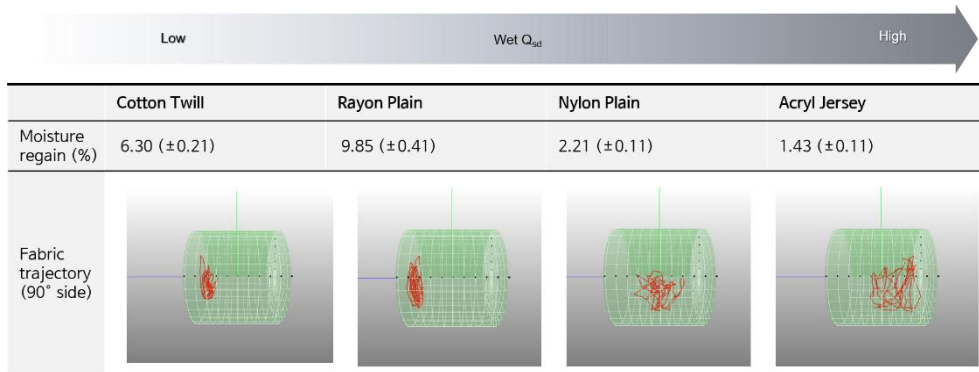 Low Wet Qsd High
Cotton Twill Rayon Plain Nylon Plain Acryl Jersey
Moisture
regain (%) 6.30 (±0.21) 9.85 (±0.41) 2.21 (±0.11) 1.43 (±0.11)
Fabric
trajectory
(90° side)